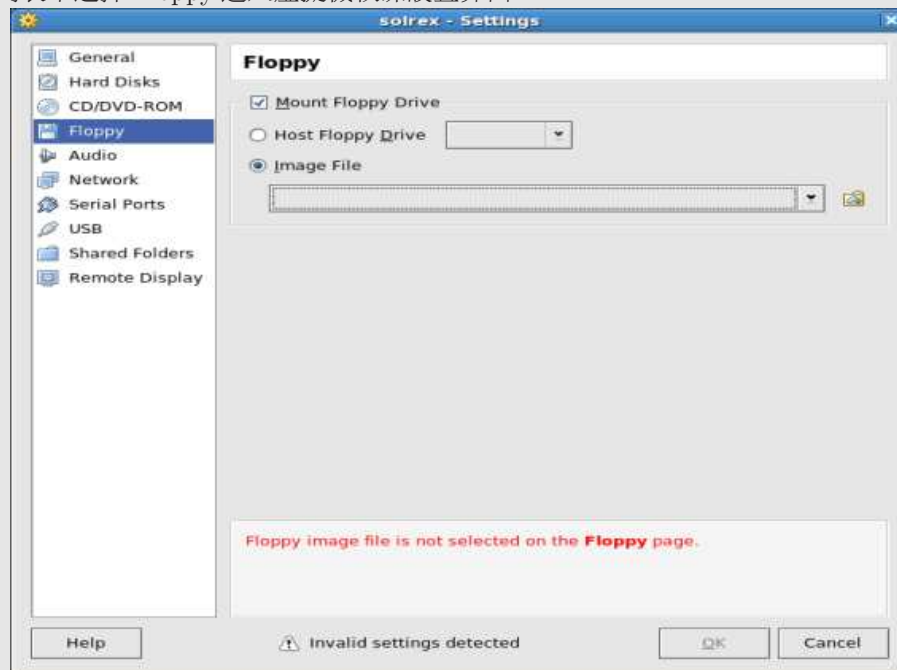 solrex - Settings
General
Hard Disks
CD/DVD-ROM
Floppy
Audio
Network
Serial Ports
USB
Shared Folders
Remote Display
Floppy
Mount Floppy Drive
Host Floppy Drive
Image File
Floppy image file is not selected on the Floppy page.
Help
Invalid settings detected
OK
Cancel